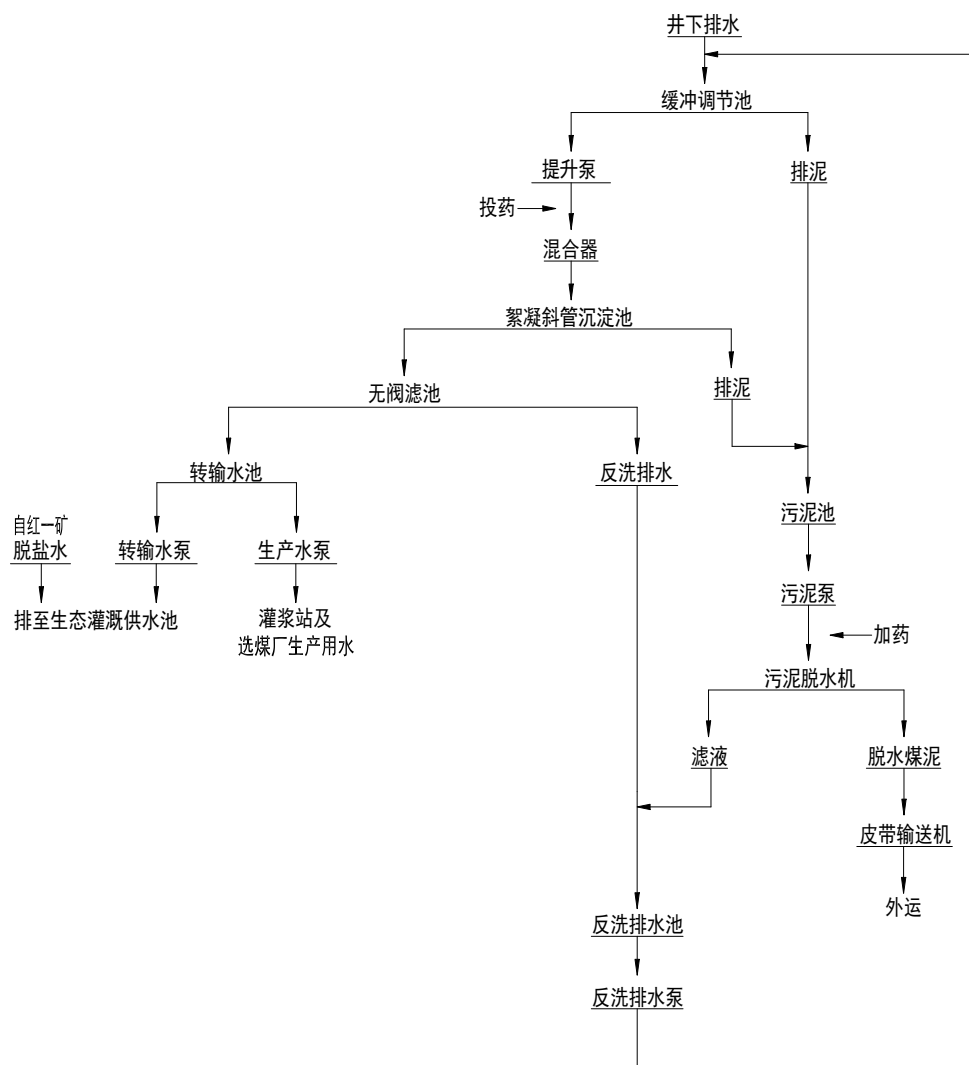 井下排水
缓冲调节池
提升泵
排泥
投药
混合器
絮凝斜管沉淀池
无阀滤池
排泥
转输水池
反洗排水
污泥池
自红一矿
脱盐水
转输水泵
生产水泵
污泥泵
排至生态灌溉供水池
灌浆站及
选煤厂生产用水
加药
污泥脱水机
滤液
脱水煤泥
皮带输送机
外运
反洗排水池
反洗排水泵